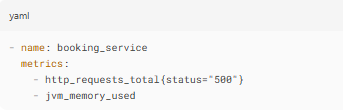 yaml
- name: booking_service
  metrics:
    - http_requests_total{status="500"}
    - jvm_memory_used